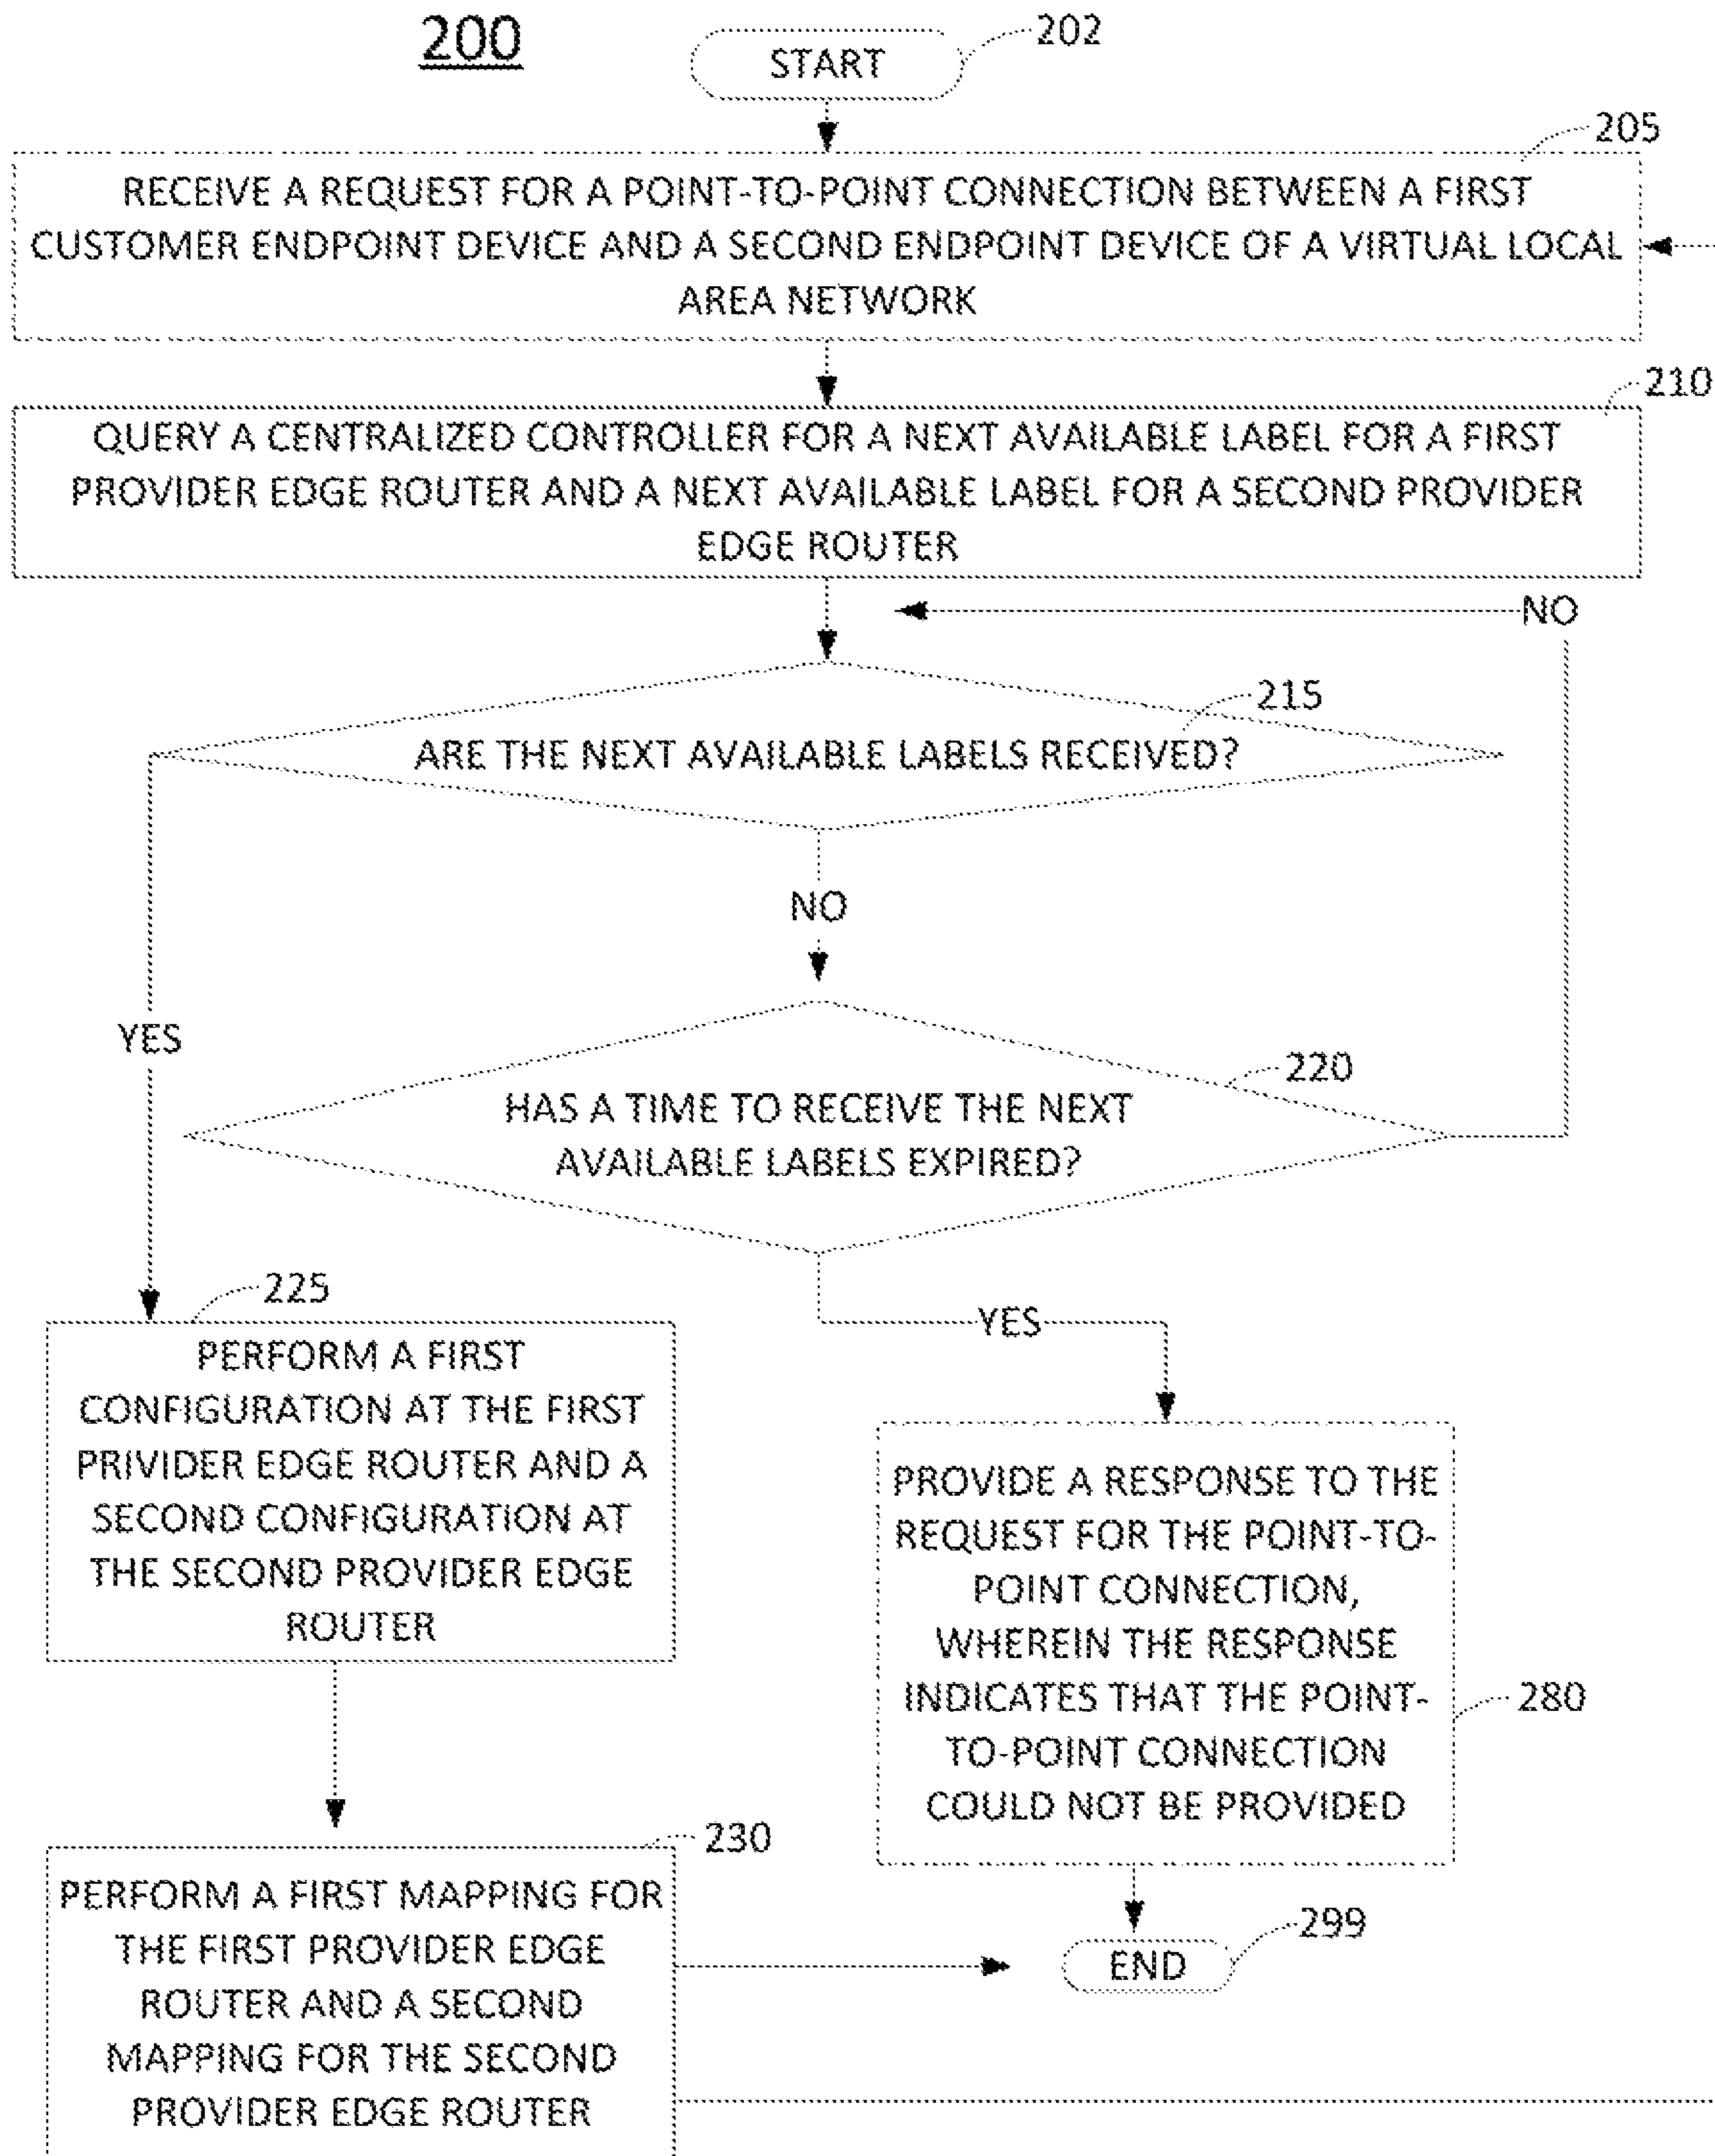 200
202
START
205
RECEIVE A REQUEST FOR A POINT-TO-POINT CONNECTION BETWEEN A FIRST
CUSTOMER ENDPOINT DEVICE AND A SECOND ENDPOINT DEVICE OF A VIRTUAL LOCAL
AREA NETWORK
210
QUERY A CENTRALIZED CONTROLLER FOR A NEXT AVAILABLE LABEL FOR A FIRST
PROVIDER EDGE ROUTER AND A NEXT AVAILABLE LABEL FOR A SECOND PROVIDER
EDGE ROUTER
NO
215
ARE THE NEXT AVAILABLE LABELS RECEIVED?
NO
YES
220
HAS A TIME TO RECEIVE THE NEXT
AVAILABLE LABELS EXPIRED?
225
YES
PERFORM A FIRST
CONFIGURATION AT THE FIRST
PRIVIDER EDGE ROUTER AND A
SECOND CONFIGURATION AT
THE SECOND PROVIDER EDGE
ROUTER
PROVIDE A RESPONSE TO THE
REQUEST FOR THE POINT-TO-
POINT CONNECTION,
WHEREIN THE RESPONSE
INDICATES THAT THE POINT-
TO-POINT CONNECTION
COULD NOT BE PROVIDED
280
230
PERFORM A FIRST MAPPING FOR
THE FIRST PROVIDER EDGE
ROUTER AND A SECOND
MAPPING FOR THE SECOND
PROVIDER EDGE ROUTER
299
END